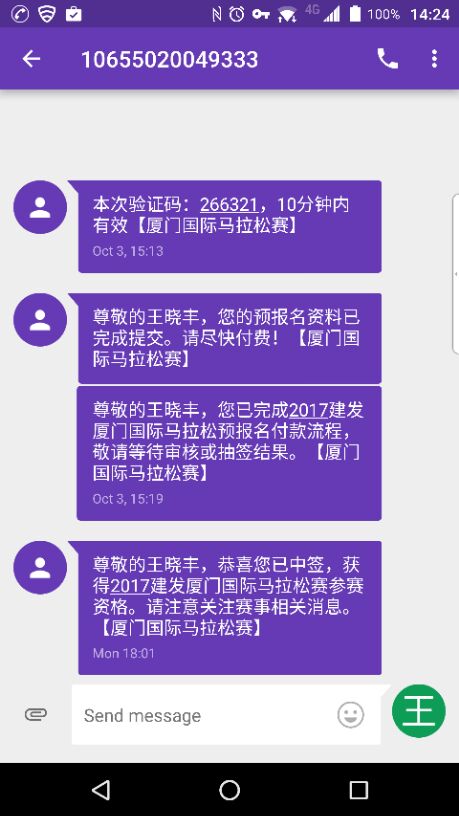 4G
100%
14:24
10655020049333
本次验证码：266321，10分钟内
有效【厦门国际马拉松赛】
Oct 3, 15:13
尊敬的王晓丰，您的预报名资料已
完成提交。请尽快付费！【厦门国
际马拉松赛】
尊敬的王晓丰，您已完成2017建发
厦门国际马拉松预报名付款流程，
敬请等待审核或抽签结果。【厦门
国际马拉松赛】
Oct 3, 15:19
尊敬的王晓丰，恭喜您已中签，获
得2017建发厦门国际马拉松赛参赛
资格。请注意关注赛事相关消息。
【厦门国际马拉松赛】
Mon 18:01
Send message
王